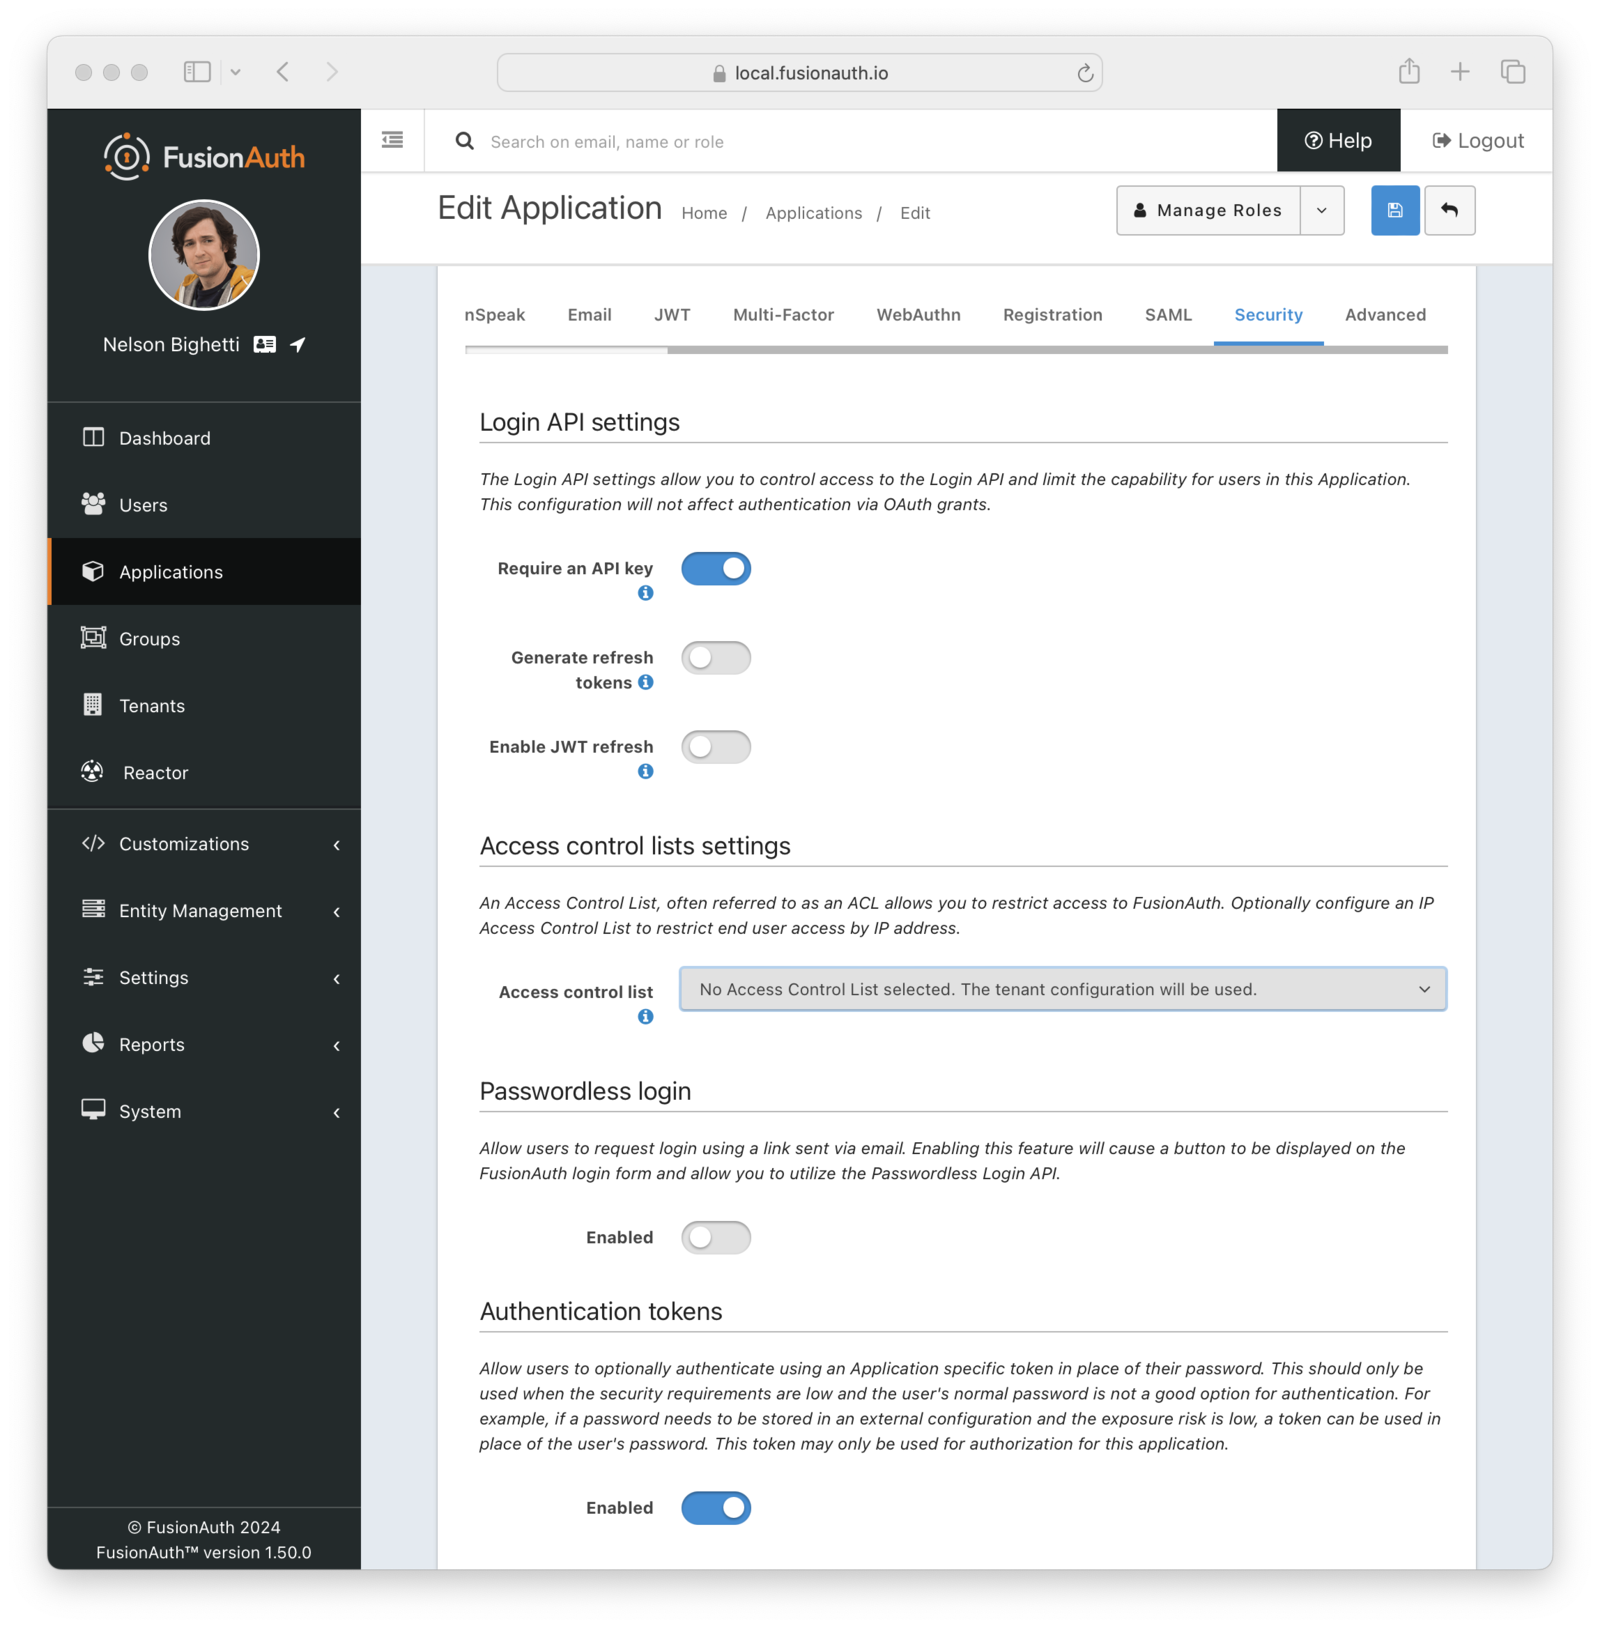 local.fusionauth.io
FusionAuth
Search on email, name or role
Help
Logout
Edit Application
Home / Applications / Edit
Manage Roles
Nelson Bighetti
Dashboard
Users
Applications
Groups
Tenants
Reactor
Customizations
Entity Management
Settings
Reports
System
© FusionAuth 2024
FusionAuth™ version 1.50.0
nSpeak Email JWT Multi-Factor WebAuthn Registration SAML Security Advanced
Login API settings
The Login API settings allow you to control access to the Login API and limit the capability for users in this Application.
This configuration will not affect authentication via OAuth grants.
Require an API key
Generate refresh
tokens
Enable JWT refresh
Access control lists settings
An Access Control List, often referred to as an ACL allows you to restrict access to FusionAuth. Optionally configure an IP
Access Control List to restrict end user access by IP address.
Access control list
No Access Control List selected. The tenant configuration will be used.
Passwordless login
Allow users to request login using a link sent via email. Enabling this feature will cause a button to be displayed on the
FusionAuth login form and allow you to utilize the Passwordless Login API.
Enabled
Authentication tokens
Allow users to optionally authenticate using an Application specific token in place of their password. This should only be
used when the security requirements are low and the user's normal password is not a good option for authentication. For
example, if a password needs to be stored in an external configuration and the exposure risk is low, a token can be used in
place of the user's password. This token may only be used for authorization for this application.
Enabled